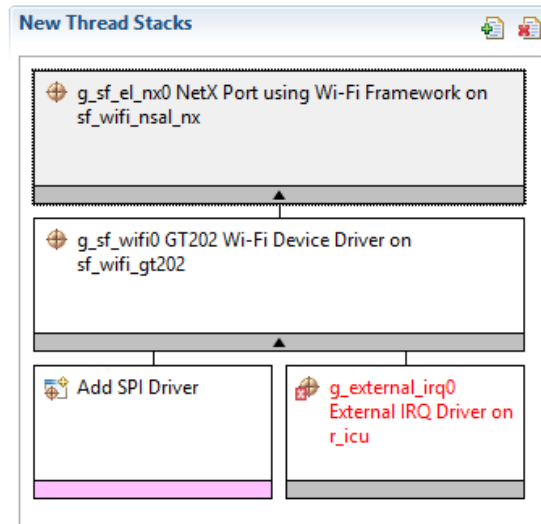 New Thread Stacks
g_sf_el_nx0 NetX Port using Wi-Fi Framework on
sf_wifi_nsal_nx
g_sf_wifi0 GT202 Wi-Fi Device Driver on
sf_wifi_gt202
Add SPI Driver
g_external_irq0
External IRQ Driver on
r_icu